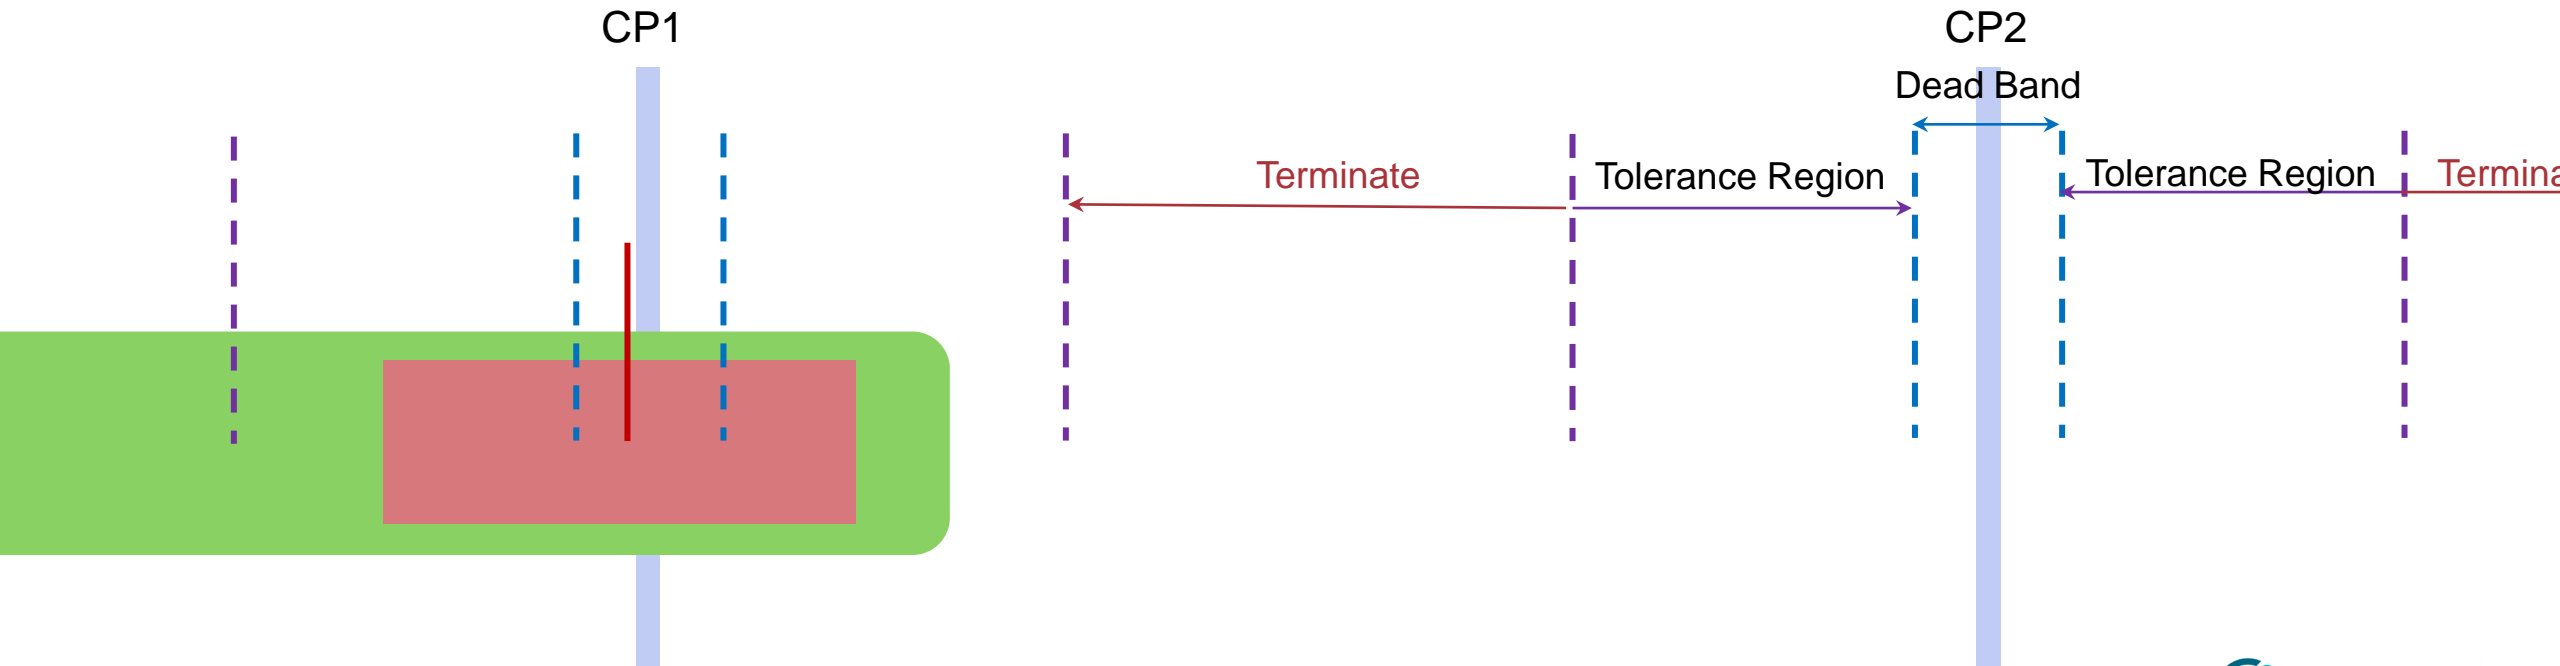 CP1
CP2
Dead Band
Terminate
Tolerance Region
Tolerance Region